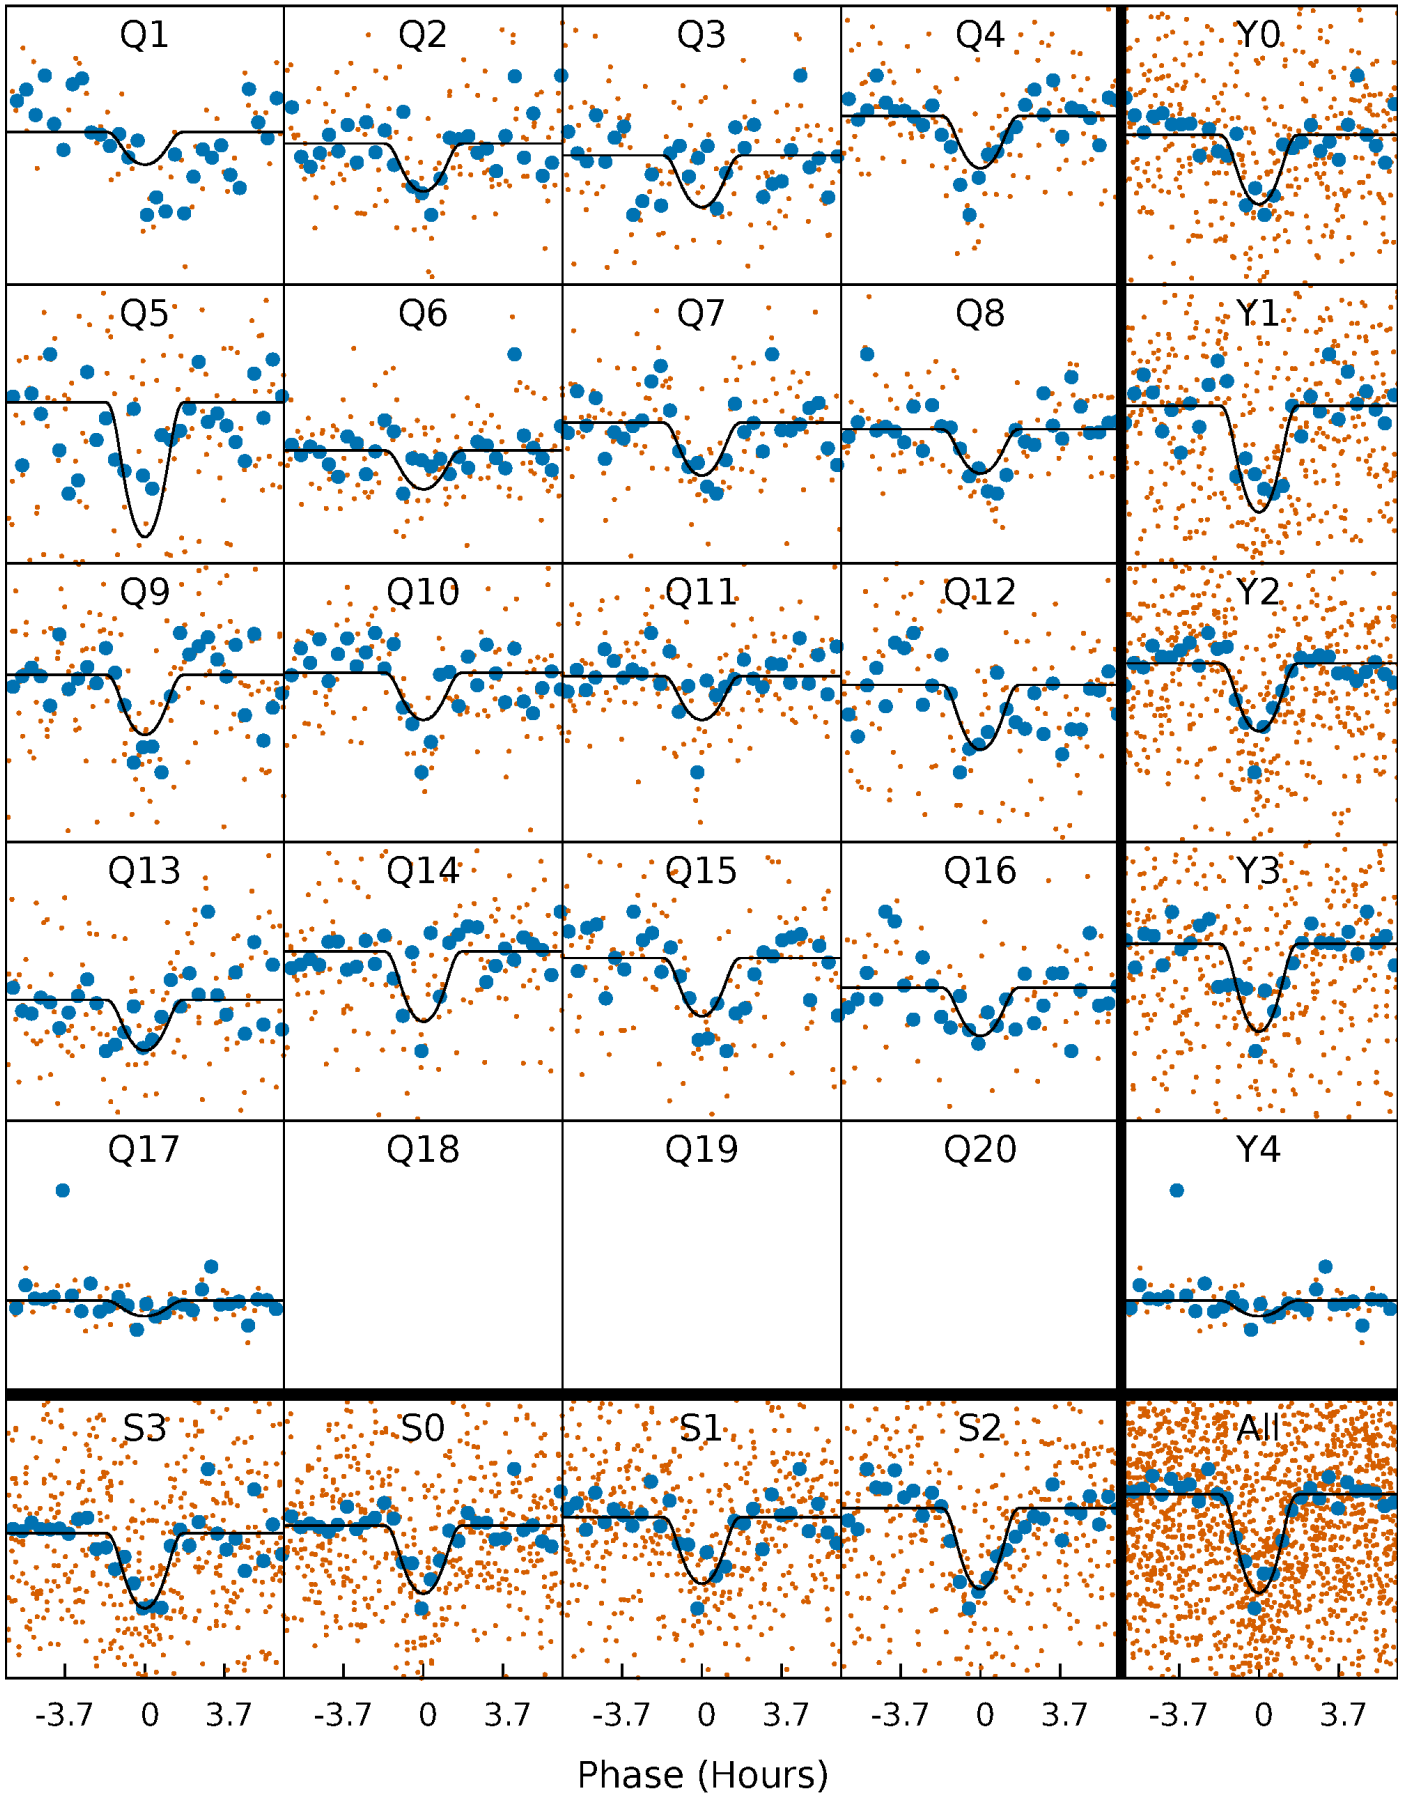 Q1 Q2 Q3 Q4 Y0
Q5 Q6 Q7 Q8 Y1
Q9 Q10 Q11 Q12 Y2
Q13 Q14 Q15 Q16 Y3
Q17 Q18 Q19 Q20 Y4
S3 S0 S1 S2 All
-3.7 0 3.7 -3.7 0 3.7 -3.7 0 3.7 -3.7 0 3.7 -3.7 0 3.7
Phase (Hours)